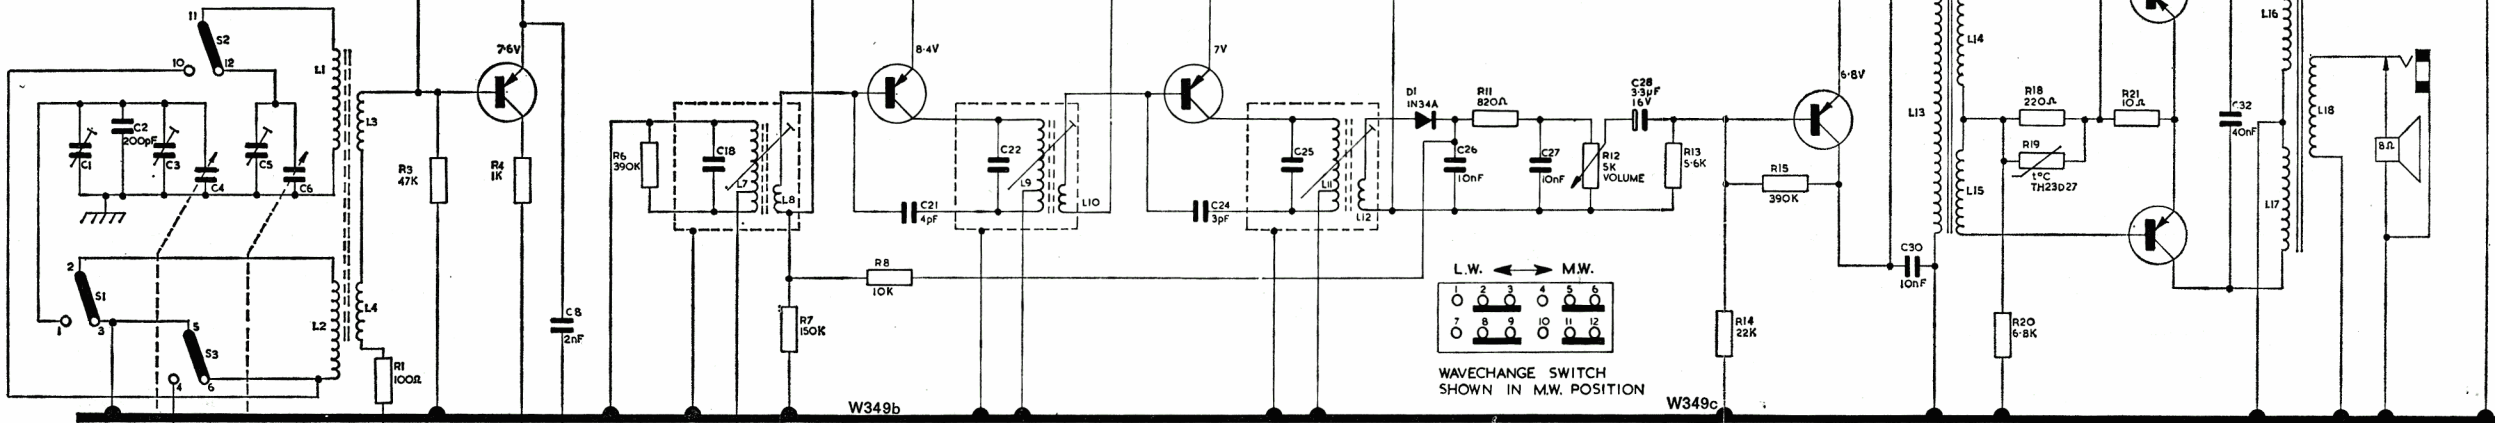 11
S2
10
12
L1
C1
C2
200pF
C3
C4
C5
C6
L3
2
S1
1
3
5
S3
4
6
L2
L4
R1
100Ω
R3
47K
7·6V
R4
1K
C8
2nF
R6
390K
C18
L7
L8
R7
150K
8·4V
C21
4pF
R8
10K
W349b
C22
L9
L10
7V
C24
3pF
C25
L11
L12
D1
1N34A
R11
820Ω
C26
10nF
C27
10nF
C28
3·3µF
16V
R12
5K
VOLUME
R13
5·6K
L.W. M.W.
1 2 3 4 5 6
7 8 9 10 11 12
WAVECHANGE SWITCH
SHOWN IN M.W. POSITION
W349c
R14
22K
R15
390K
6·8V
C30
10nF
L13
L14
L15
R18
220Ω
R19
t°C
TH23D27
R20
6·8K
R21
10Ω
C32
40nF
L16
L17
L18
8Ω